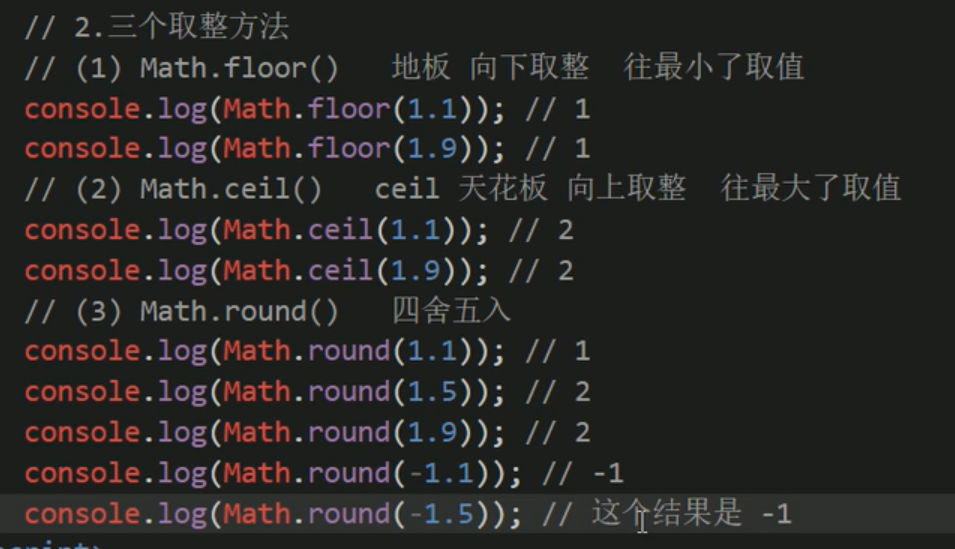 // 2.三个取整方法
// (1) Math.floor()   地板 向下取整  往最小了取值
console.log(Math.floor(1.1)); // 1
console.log(Math.floor(1.9)); // 1
// (2) Math.ceil()   ceil 天花板 向上取整  往最大了取值
console.log(Math.ceil(1.1)); // 2
console.log(Math.ceil(1.9)); // 2
// (3) Math.round()   四舍五入
console.log(Math.round(1.1)); // 1
console.log(Math.round(1.5)); // 2
console.log(Math.round(1.9)); // 2
console.log(Math.round(-1.1)); // -1
console.log(Math.round(-1.5)); // 这个结果是 -1